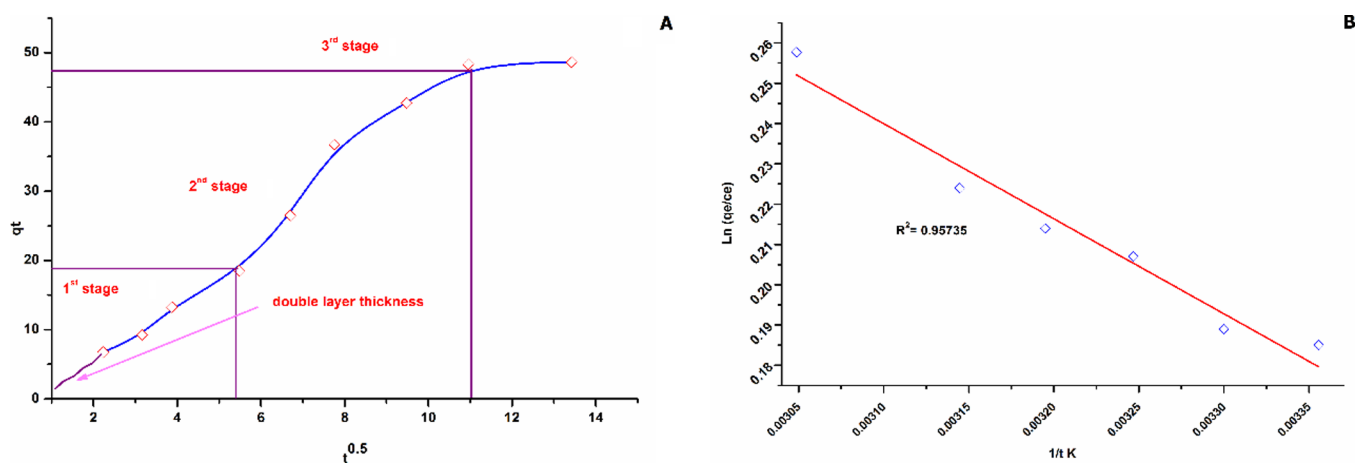 A
50
40
30
20
10
0
qt
3rd stage
2nd stage
1st stage
double layer thickness
2 4 6 8 10 12 14
t0.5
B
0.26
0.25
0.24
0.23
0.22
0.21
0.20
0.19
0.18
Ln (qe/ce)
R2= 0.95735
0.00305 0.00310 0.00315 0.00320 0.00325 0.00330 0.00335
1/t K